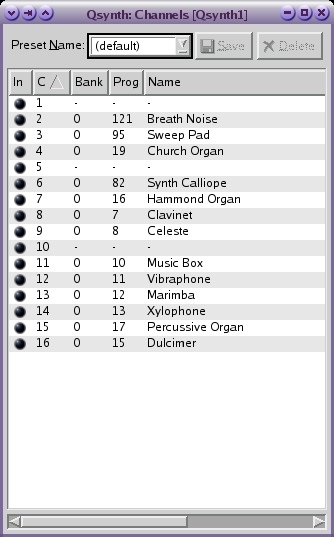 Qsynth: Channels [Qsynth1]
Preset Name: (default) Save Delete
In C Bank Prog Name
1 - - -
2 0 121 Breath Noise
3 0 95 Sweep Pad
4 0 19 Church Organ
5 - - -
6 0 82 Synth Calliope
7 0 16 Hammond Organ
8 0 7 Clavinet
9 0 8 Celeste
10 - - -
11 0 10 Music Box
12 0 11 Vibraphone
13 0 12 Marimba
14 0 13 Xylophone
15 0 17 Percussive Organ
16 0 15 Dulcimer